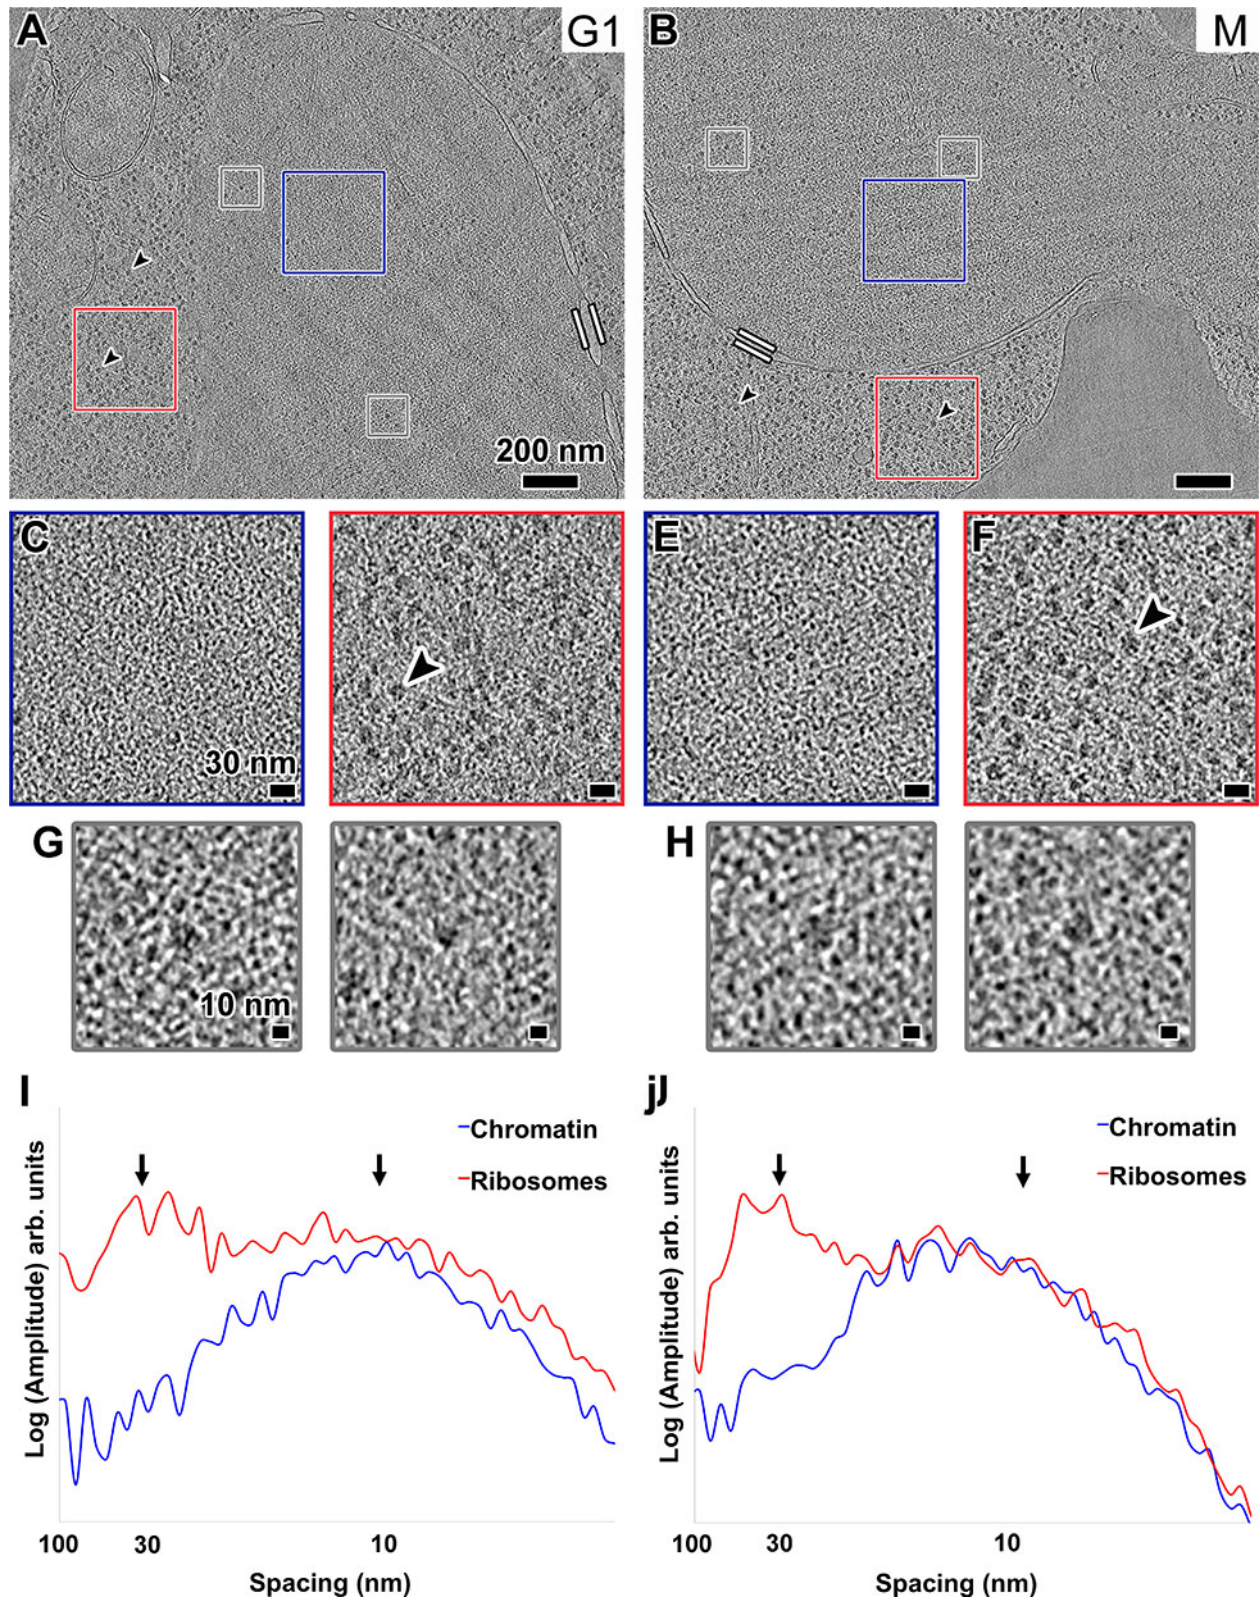 A
G1
B
M
200 nm
C
E
F
30 nm
G
H
10 nm
I
Chromatin
Ribosomes
Log (Amplitude) arb. units
100
30
10
Spacing (nm)
jJ
Chromatin
Ribosomes
Log (Amplitude) arb. units
100
30
10
Spacing (nm)